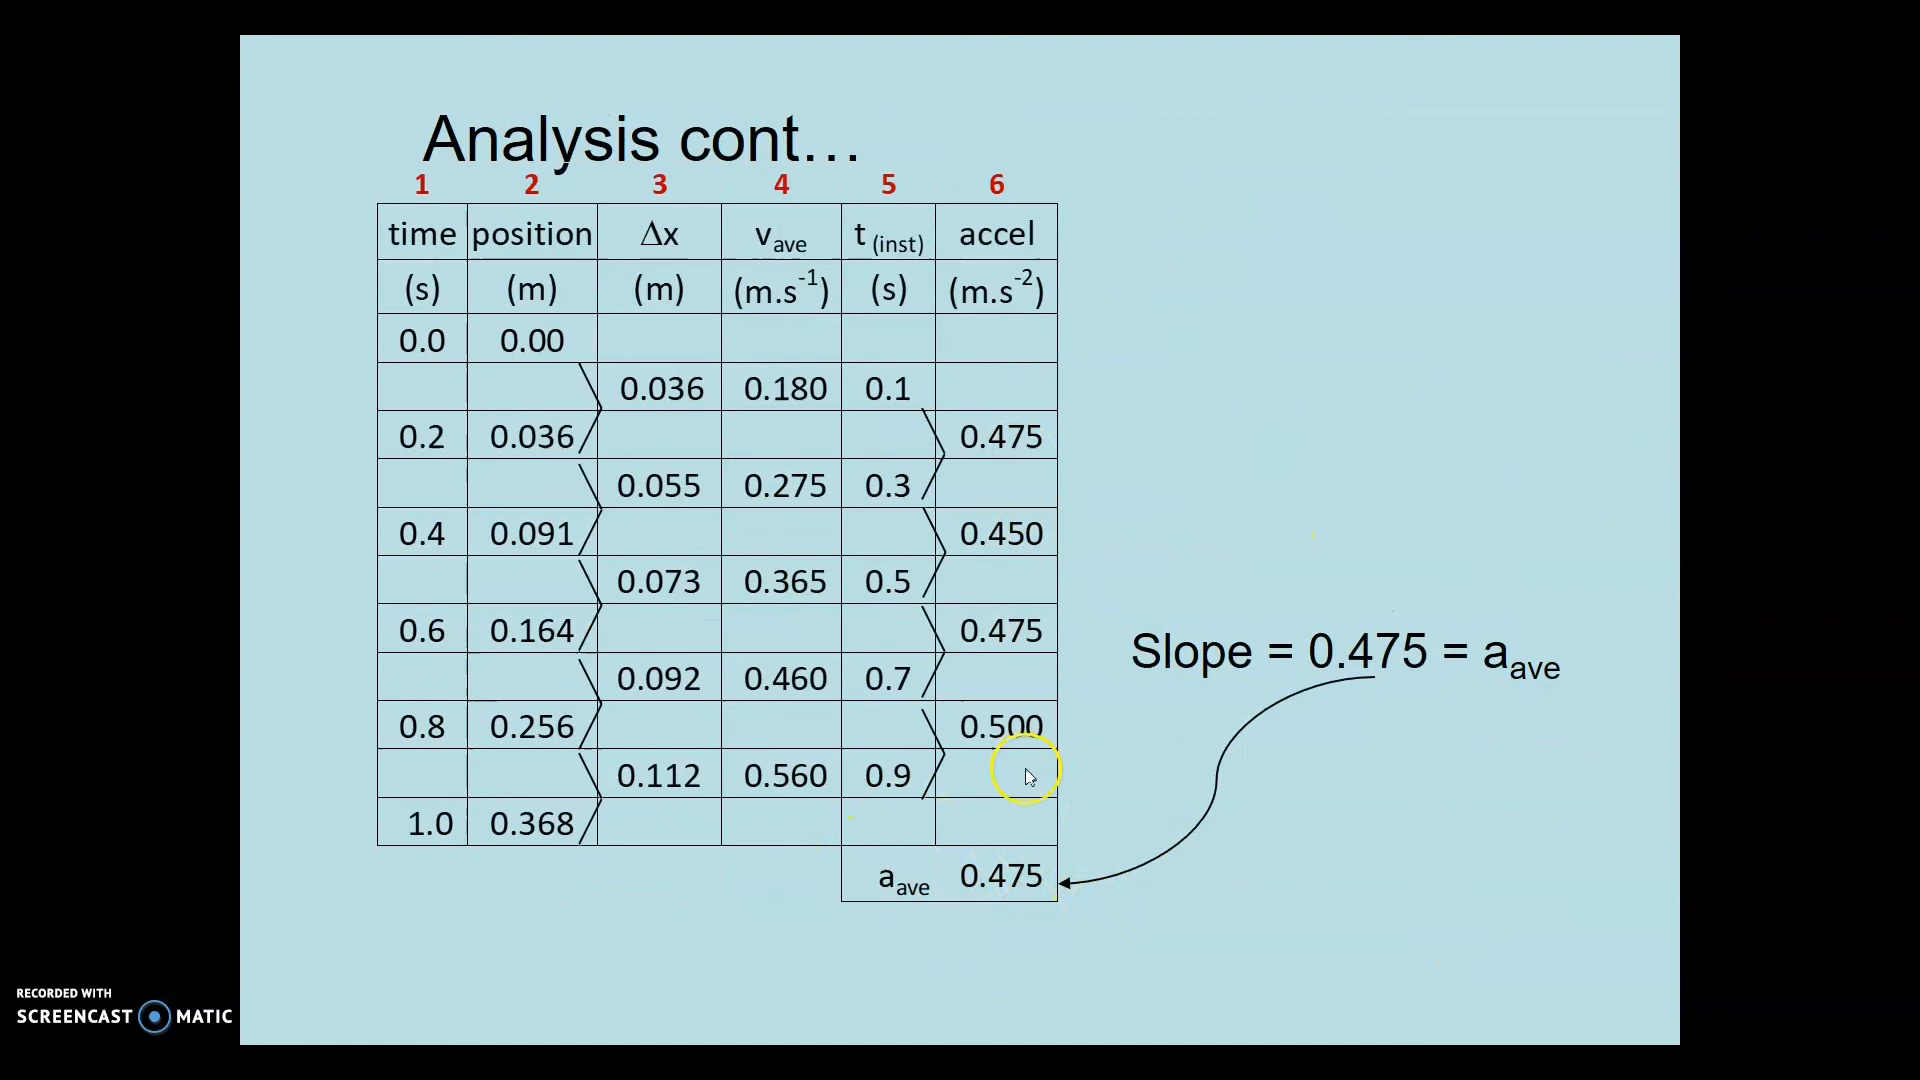 Analysis cont...
1 2 3 4 5 6
time position Δx v_ave t (inst) accel
(s) (m) (m) (m.s⁻¹) (s) (m.s⁻²)
0.0 0.00
0.036 0.180 0.1
0.2 0.036 0.475
0.055 0.275 0.3
0.4 0.091 0.450
0.073 0.365 0.5
0.6 0.164 0.475
Slope = 0.475 = a_ave
0.092 0.460 0.7
0.8 0.256 0.500
0.112 0.560 0.9
1.0 0.368
a_ave 0.475
RECORDED WITH
SCREENCAST MATIC